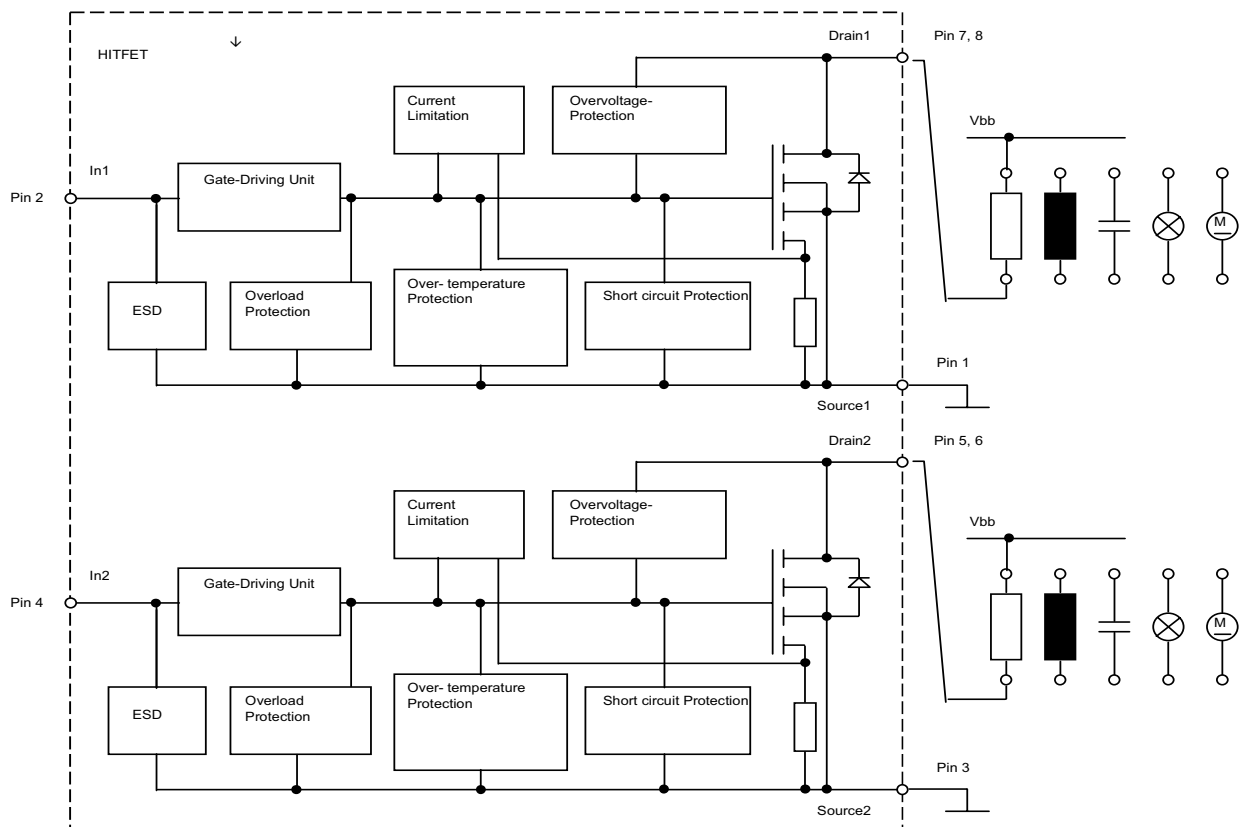 Drain1
Pin 7, 8
HITFET
Current
Limitation
Overvoltage-
Protection
Vbb
In1
Gate-Driving Unit
Pin 2
M
ESD
Overload
Protection
Over- temperature
Protection
Short circuit Protection
Pin 1
Source1
Drain2
Pin 5, 6
Current
Limitation
Overvoltage-
Protection
Vbb
In2
Gate-Driving Unit
Pin 4
M
ESD
Overload
Protection
Over- temperature
Protection
Short circuit Protection
Pin 3
Source2